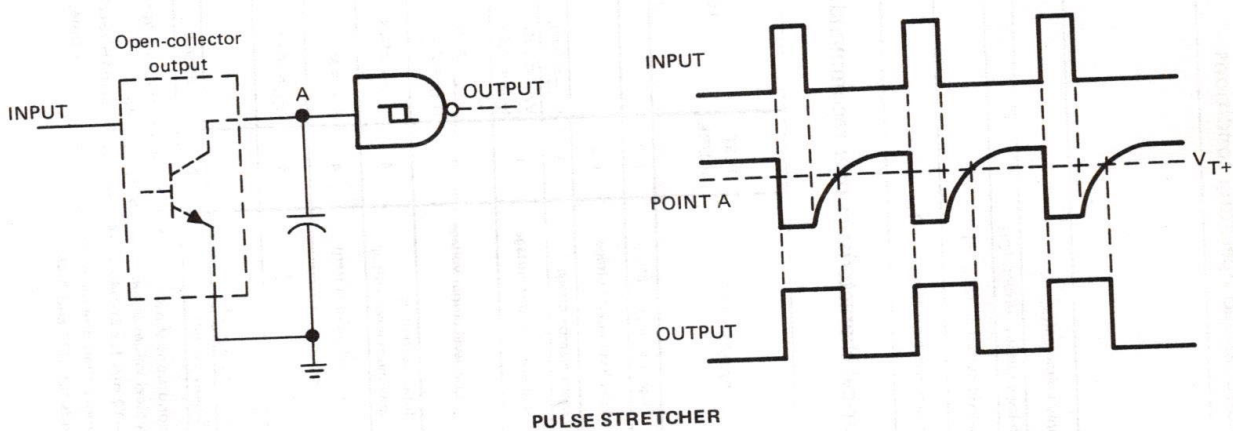 Open-collector
output
INPUT
A
OUTPUT
INPUT
POINT A
V_T+
OUTPUT
PULSE STRETCHER